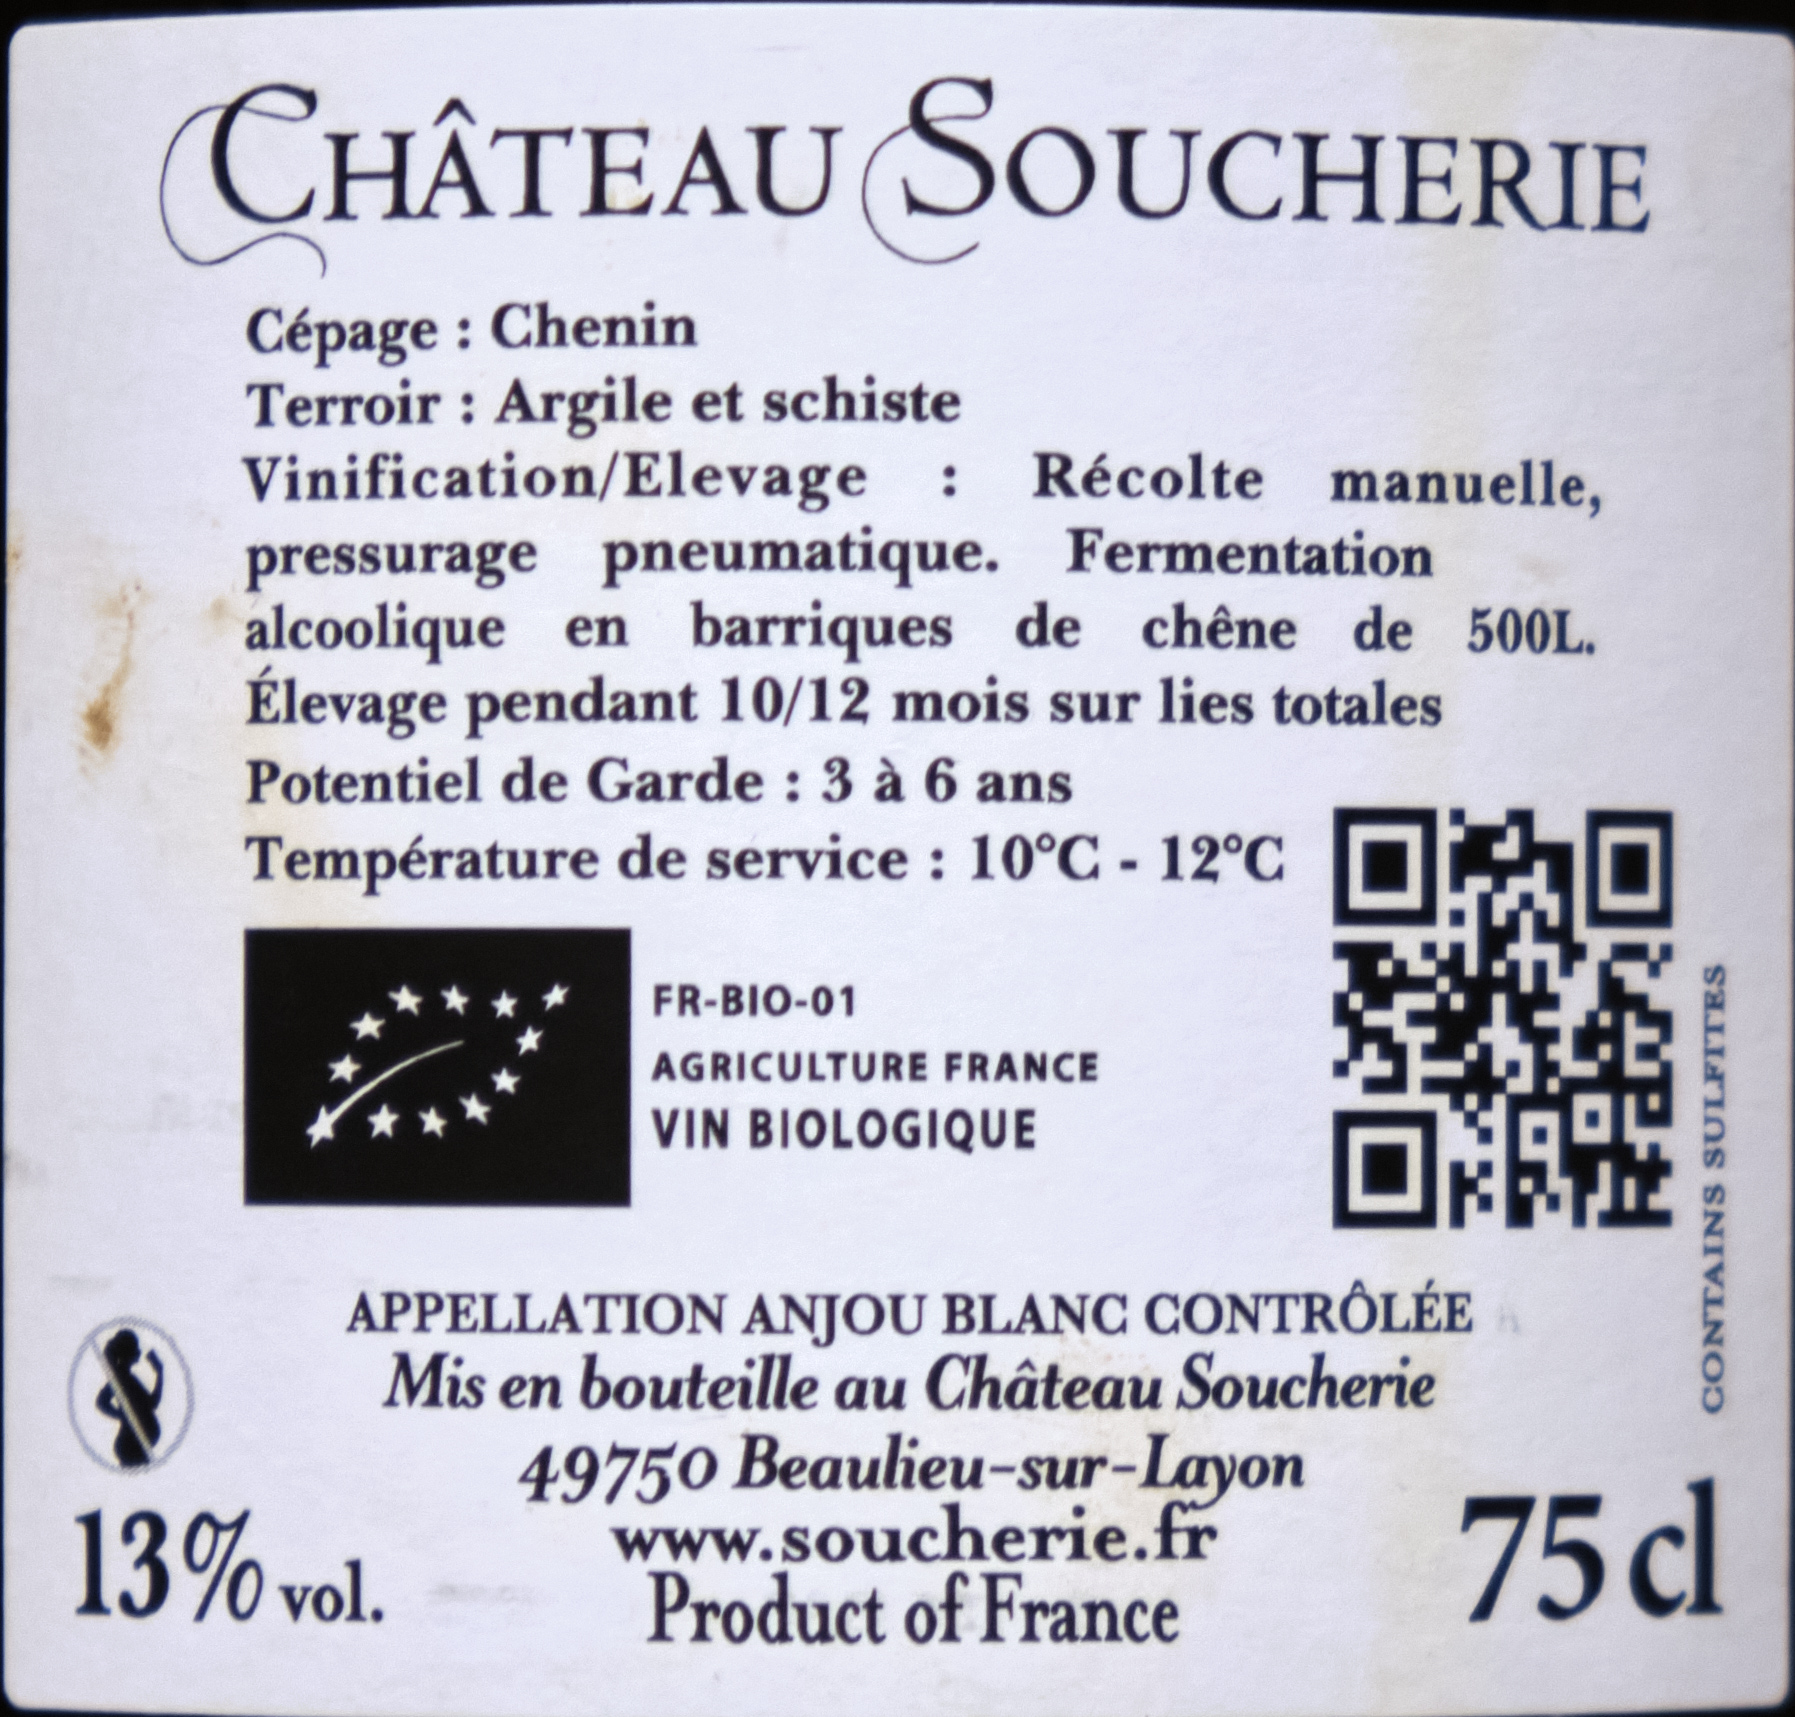 CHÂTEAU SOUCHERIE
Cépage : Chenin
Terroir : Argile et schiste
Vinification/Elevage : Récolte manuelle,
pressurage pneumatique. Fermentation
alcoolique en barriques de chêne de 500L.
Élevage pendant 10/12 mois sur lies totales
Potentiel de Garde : 3 à 6 ans
Température de service : 10°C - 12°C
FR-BIO-01
AGRICULTURE FRANCE
VIN BIOLOGIQUE
CONTAINS SULFITES
APPELLATION ANJOU BLANC CONTRÔLÉE
Mis en bouteille au Château Soucherie
49750 Beaulieu-sur-Layon
www.soucherie.fr
Product of France
13% vol.
75 cl